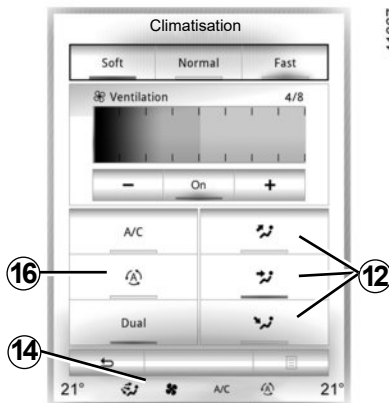 Climatisation
Soft Normal Fast
Ventilation 4/8
− On +
A/C
16 A 12
Dual
14
21° A/C A 21°